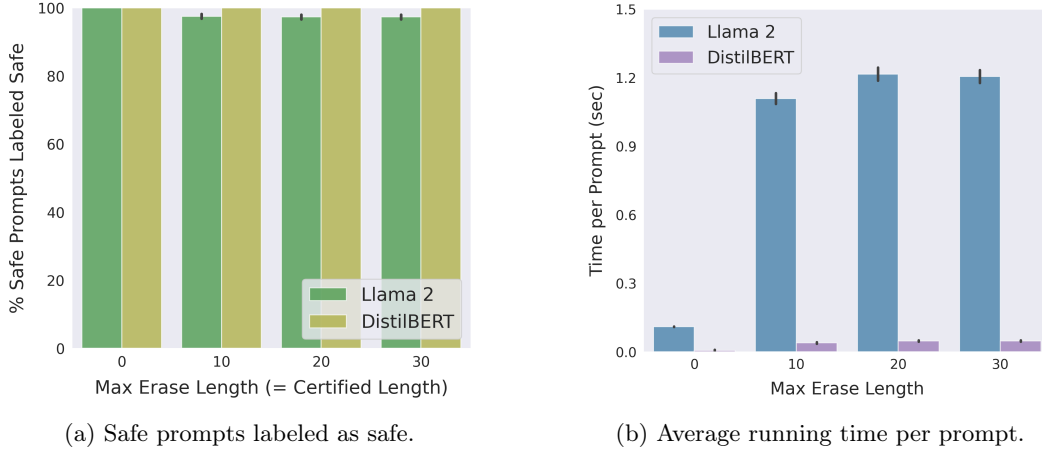 100
80
60
40
20
0
% Safe Prompts Labeled Safe
Llama 2
DistilBERT
0 10 20 30
Max Erase Length (= Certified Length)
(a) Safe prompts labeled as safe.
1.5
1.2
0.9
0.6
0.3
0.0
Time per Prompt (sec)
Llama 2
DistilBERT
0 10 20 30
Max Erase Length
(b) Average running time per prompt.